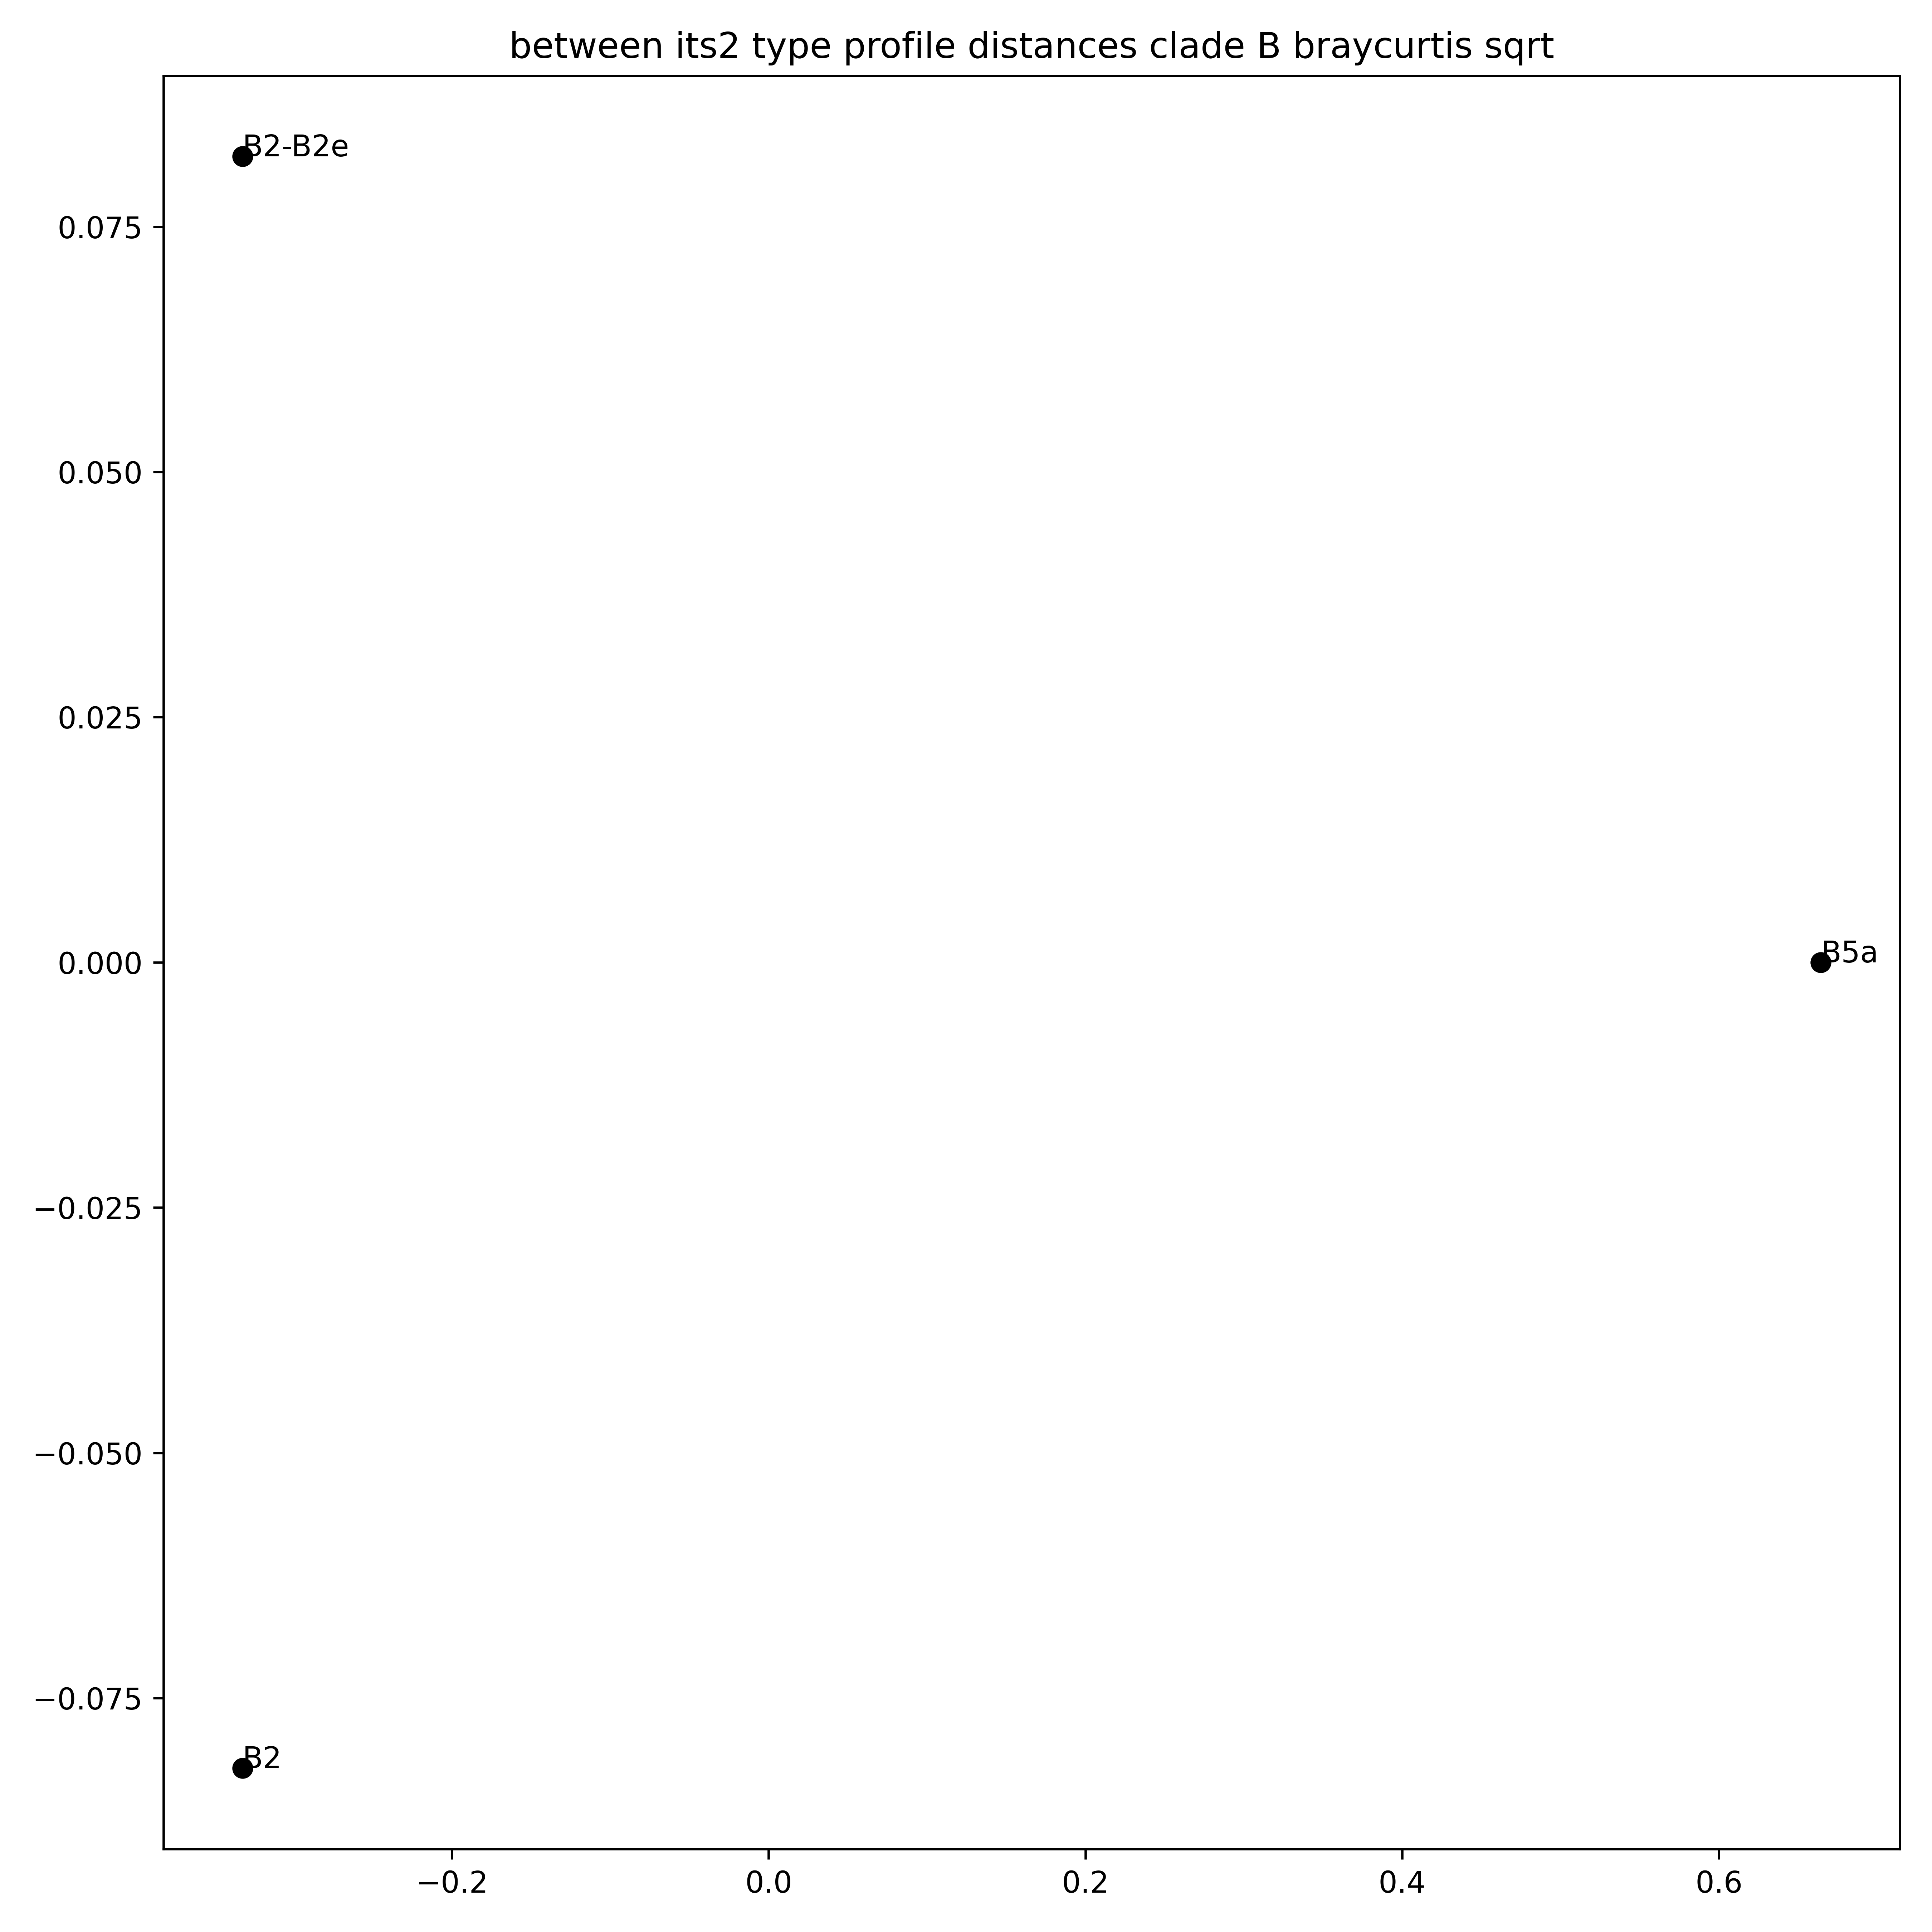 between its2 type profile distances clade B braycurtis sqrt
B2-B2e
0.075
0.050
0.025
0.000
B5a
−0.025
−0.050
−0.075
B2
−0.2 0.0 0.2 0.4 0.6